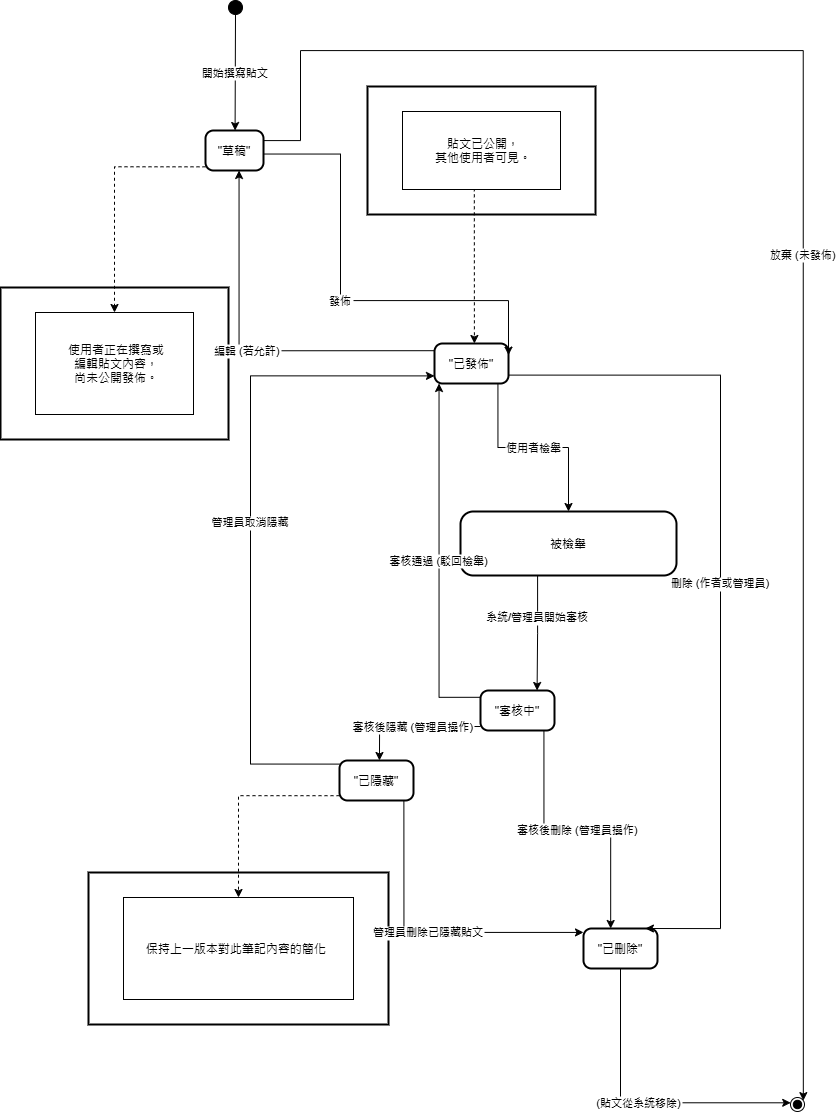 開始撰寫貼文
"草稿"
貼文已公開，
其他使用者可見。
放棄 (未發佈)
發佈
使用者正在撰寫或
編輯貼文內容，
尚未公開發佈。
編輯 (若允許)
"已發佈"
使用者檢舉
管理員取消隱藏
被檢舉
審核通過 (駁回檢舉)
刪除 (作者或管理員)
系統/管理員開始審核
"審核中"
審核後隱藏 (管理員操作)
"已隱藏"
審核後刪除 (管理員操作)
管理員刪除已隱藏貼文
保持上一版本對此筆記內容的簡化
"已刪除"
(貼文從系統移除)